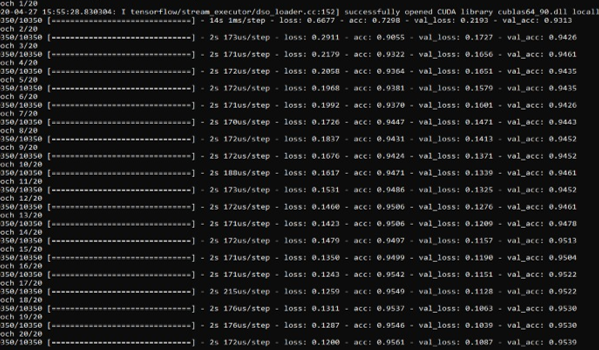 och 1/20
20-04-27 15:55:28.830304: I tensorflow/stream_executor/dso_loader.cc:152] successfully opened CUDA library cublas64_90.dll locall
350/10350 [==============================] - 14s 1ms/step - loss: 0.6677 - acc: 0.7298 - val_loss: 0.2193 - val_acc: 0.9313
och 2/20
350/10350 [==============================] - 2s 173us/step - loss: 0.2911 - acc: 0.9055 - val_loss: 0.1727 - val_acc: 0.9426
och 3/20
350/10350 [==============================] - 2s 171us/step - loss: 0.2179 - acc: 0.9322 - val_loss: 0.1656 - val_acc: 0.9461
och 4/20
350/10350 [==============================] - 2s 172us/step - loss: 0.2058 - acc: 0.9364 - val_loss: 0.1651 - val_acc: 0.9435
och 5/20
350/10350 [==============================] - 2s 172us/step - loss: 0.1968 - acc: 0.9381 - val_loss: 0.1579 - val_acc: 0.9435
och 6/20
350/10350 [==============================] - 2s 171us/step - loss: 0.1992 - acc: 0.9370 - val_loss: 0.1601 - val_acc: 0.9426
och 7/20
350/10350 [==============================] - 2s 170us/step - loss: 0.1726 - acc: 0.9447 - val_loss: 0.1471 - val_acc: 0.9443
och 8/20
350/10350 [==============================] - 2s 172us/step - loss: 0.1837 - acc: 0.9431 - val_loss: 0.1413 - val_acc: 0.9452
och 9/20
350/10350 [==============================] - 2s 172us/step - loss: 0.1676 - acc: 0.9424 - val_loss: 0.1371 - val_acc: 0.9452
och 10/20
350/10350 [==============================] - 2s 188us/step - loss: 0.1617 - acc: 0.9471 - val_loss: 0.1339 - val_acc: 0.9461
och 11/20
350/10350 [==============================] - 2s 173us/step - loss: 0.1531 - acc: 0.9486 - val_loss: 0.1325 - val_acc: 0.9452
och 12/20
350/10350 [==============================] - 2s 172us/step - loss: 0.1460 - acc: 0.9506 - val_loss: 0.1276 - val_acc: 0.9461
och 13/20
350/10350 [==============================] - 2s 171us/step - loss: 0.1423 - acc: 0.9506 - val_loss: 0.1209 - val_acc: 0.9478
och 14/20
350/10350 [==============================] - 2s 172us/step - loss: 0.1479 - acc: 0.9497 - val_loss: 0.1157 - val_acc: 0.9513
och 15/20
350/10350 [==============================] - 2s 171us/step - loss: 0.1350 - acc: 0.9499 - val_loss: 0.1190 - val_acc: 0.9504
och 16/20
350/10350 [==============================] - 2s 171us/step - loss: 0.1243 - acc: 0.9542 - val_loss: 0.1151 - val_acc: 0.9522
och 17/20
350/10350 [==============================] - 2s 215us/step - loss: 0.1259 - acc: 0.9549 - val_loss: 0.1128 - val_acc: 0.9522
och 18/20
350/10350 [==============================] - 2s 176us/step - loss: 0.1311 - acc: 0.9537 - val_loss: 0.1063 - val_acc: 0.9530
och 19/20
350/10350 [==============================] - 2s 176us/step - loss: 0.1287 - acc: 0.9546 - val_loss: 0.1039 - val_acc: 0.9530
och 20/20
350/10350 [==============================] - 2s 172us/step - loss: 0.1200 - acc: 0.9561 - val_loss: 0.1087 - val_acc: 0.9539